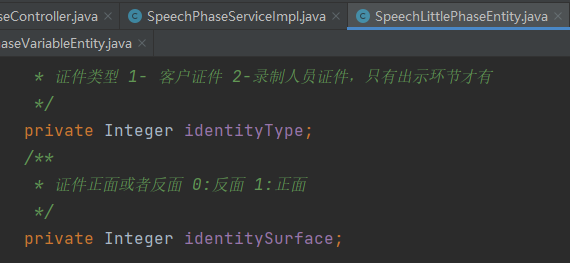 seController.java × SpeechPhaseServiceImpl.java × SpeechLittlePhaseEntity.java ×
haseVariableEntity.java ×
* 证件类型 1- 客户证件 2-录制人员证件，只有出示环节才有
*/
private Integer identityType;
/**
* 证件正面或者反面 0:反面 1:正面
*/
private Integer identitySurface;